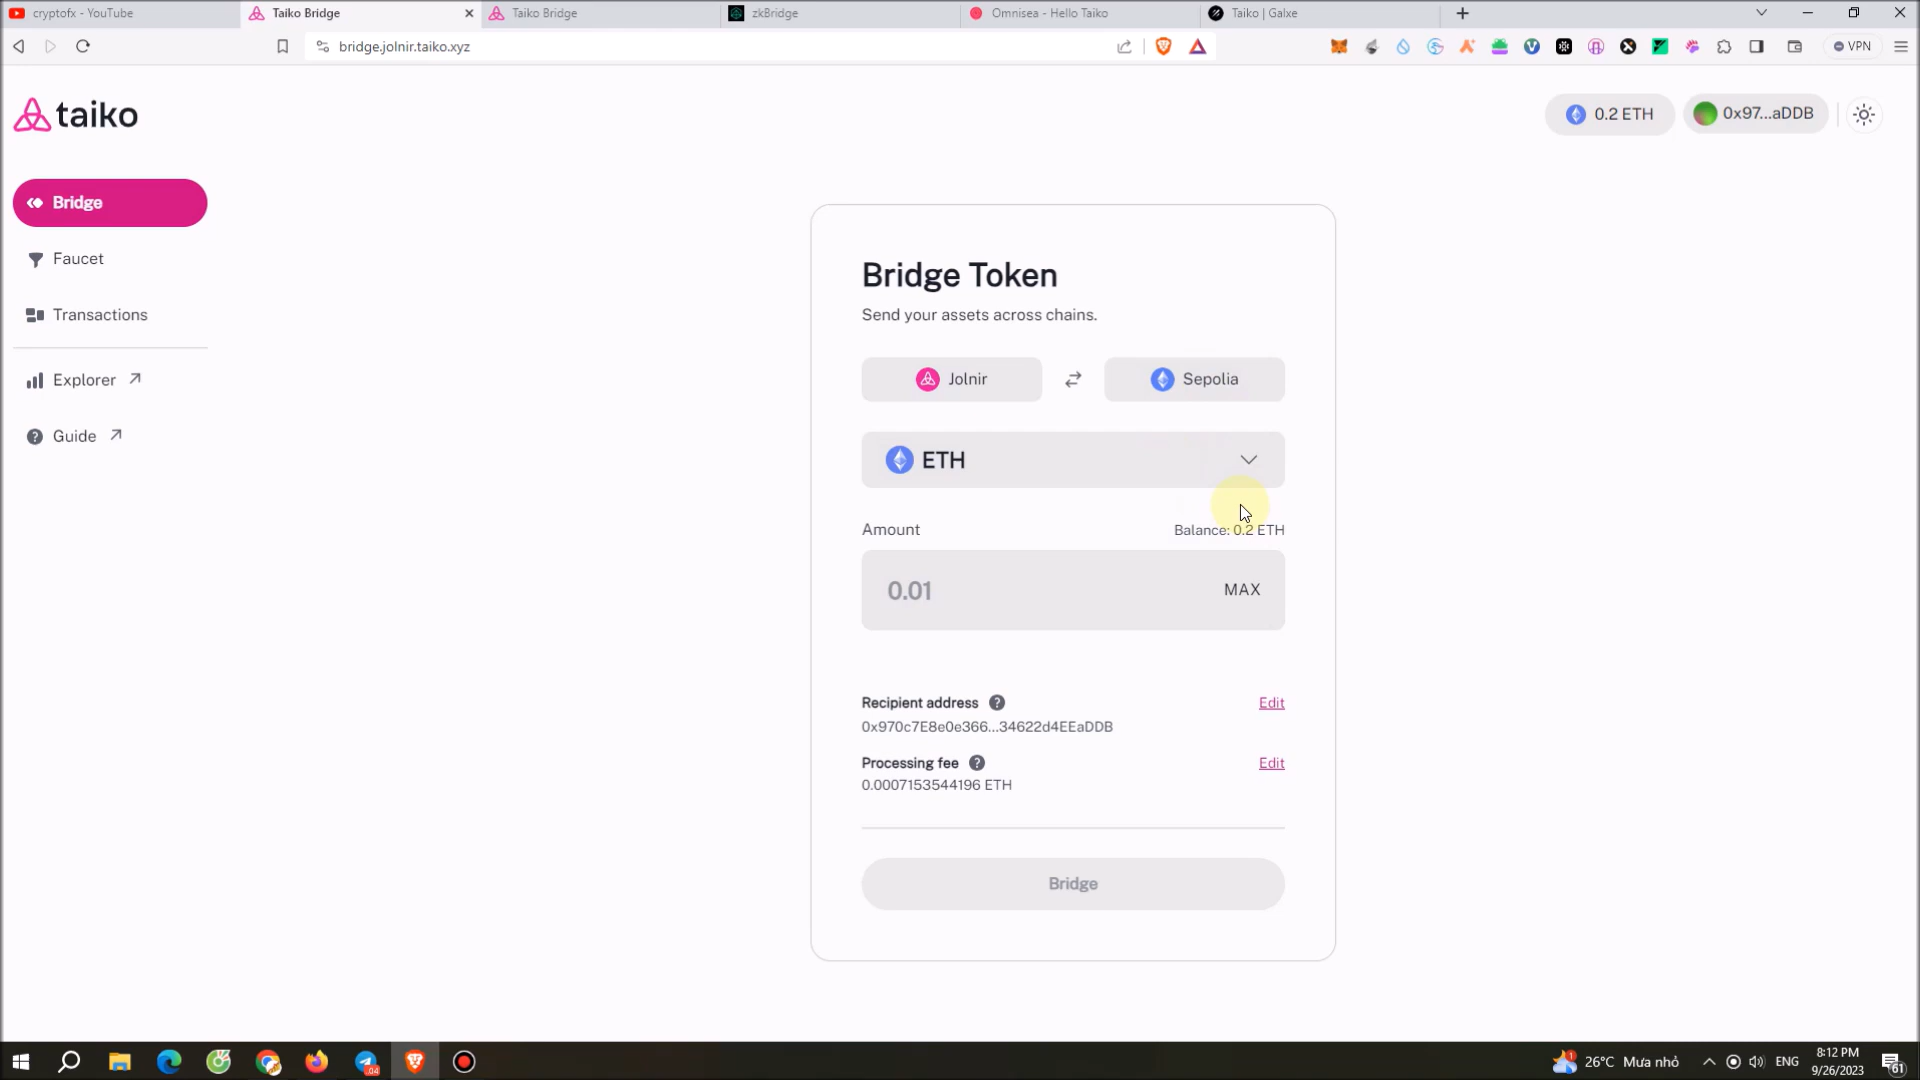 cryptofx - YouTube
Taiko Bridge
Taiko Bridge
zkBridge
Omnisea - Hello Taiko
Taiko | Galxe
bridge.jolnir.taiko.xyz
VPN
taiko
0.2 ETH
0x97...aDDB
Bridge
Faucet
Transactions
Explorer
Guide
Bridge Token
Send your assets across chains.
Jolnir
Sepolia
ETH
Amount
Balance: 0.2 ETH
0.01
MAX
Recipient address
Edit
0x970c7E8e0e366...34622d4EEaDDB
Processing fee
Edit
0.0007153544196 ETH
Bridge
26°C Mưa nhỏ
ENG
8:12 PM
9/26/2023
61